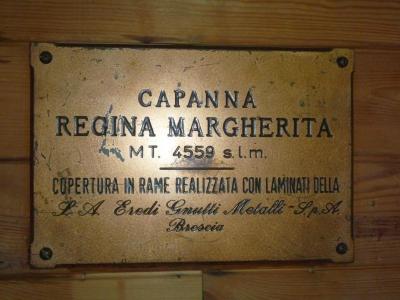 CAPANNA
REGINA MARGHERITA
MT. 4559 s.l.m.
COPERTURA IN RAME REALIZZATA CON LAMINATI DELLA
L. A. Eredi Gnutti Metalli - S.p.A.
Brescia